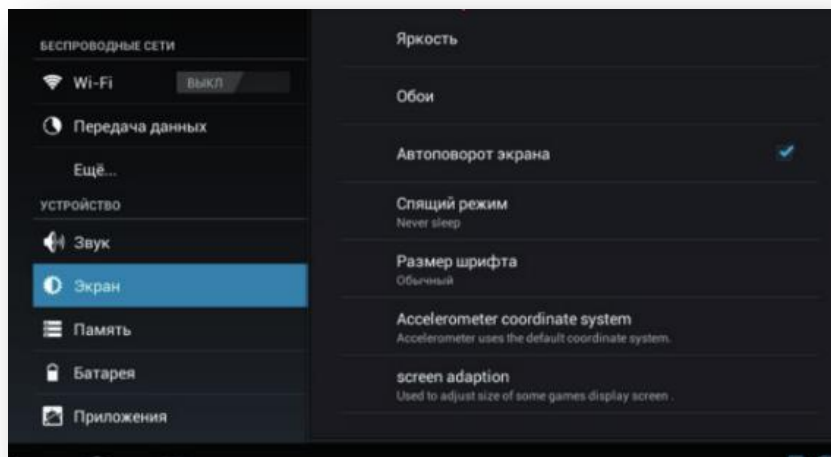 БЕСПРОВОДНЫЕ СЕТИ
Wi-Fi
ВЫКЛ
Передача данных
Ещё...
УСТРОЙСТВО
Звук
Экран
Память
Батарея
Приложения
Яркость
Обои
Автоповорот экрана
Спящий режим
Never sleep
Размер шрифта
Обычный
Accelerometer coordinate system
Accelerometer uses the default coordinate system.
screen adaption
Used to adjust size of some games display screen .